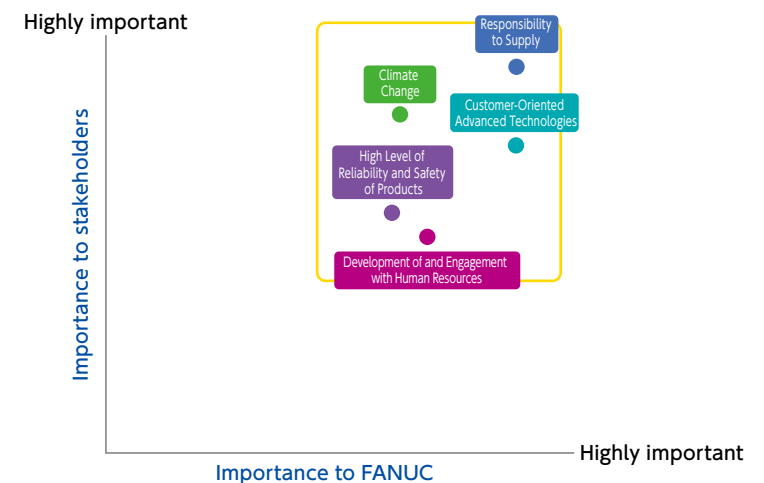 Highly important
Responsibility
to Supply
Climate
Change
Customer-Oriented
Advanced Technologies
High Level of
Reliability and Safety
of Products
Development of and Engagement
with Human Resources
Importance to stakeholders
Highly important
Importance to FANUC